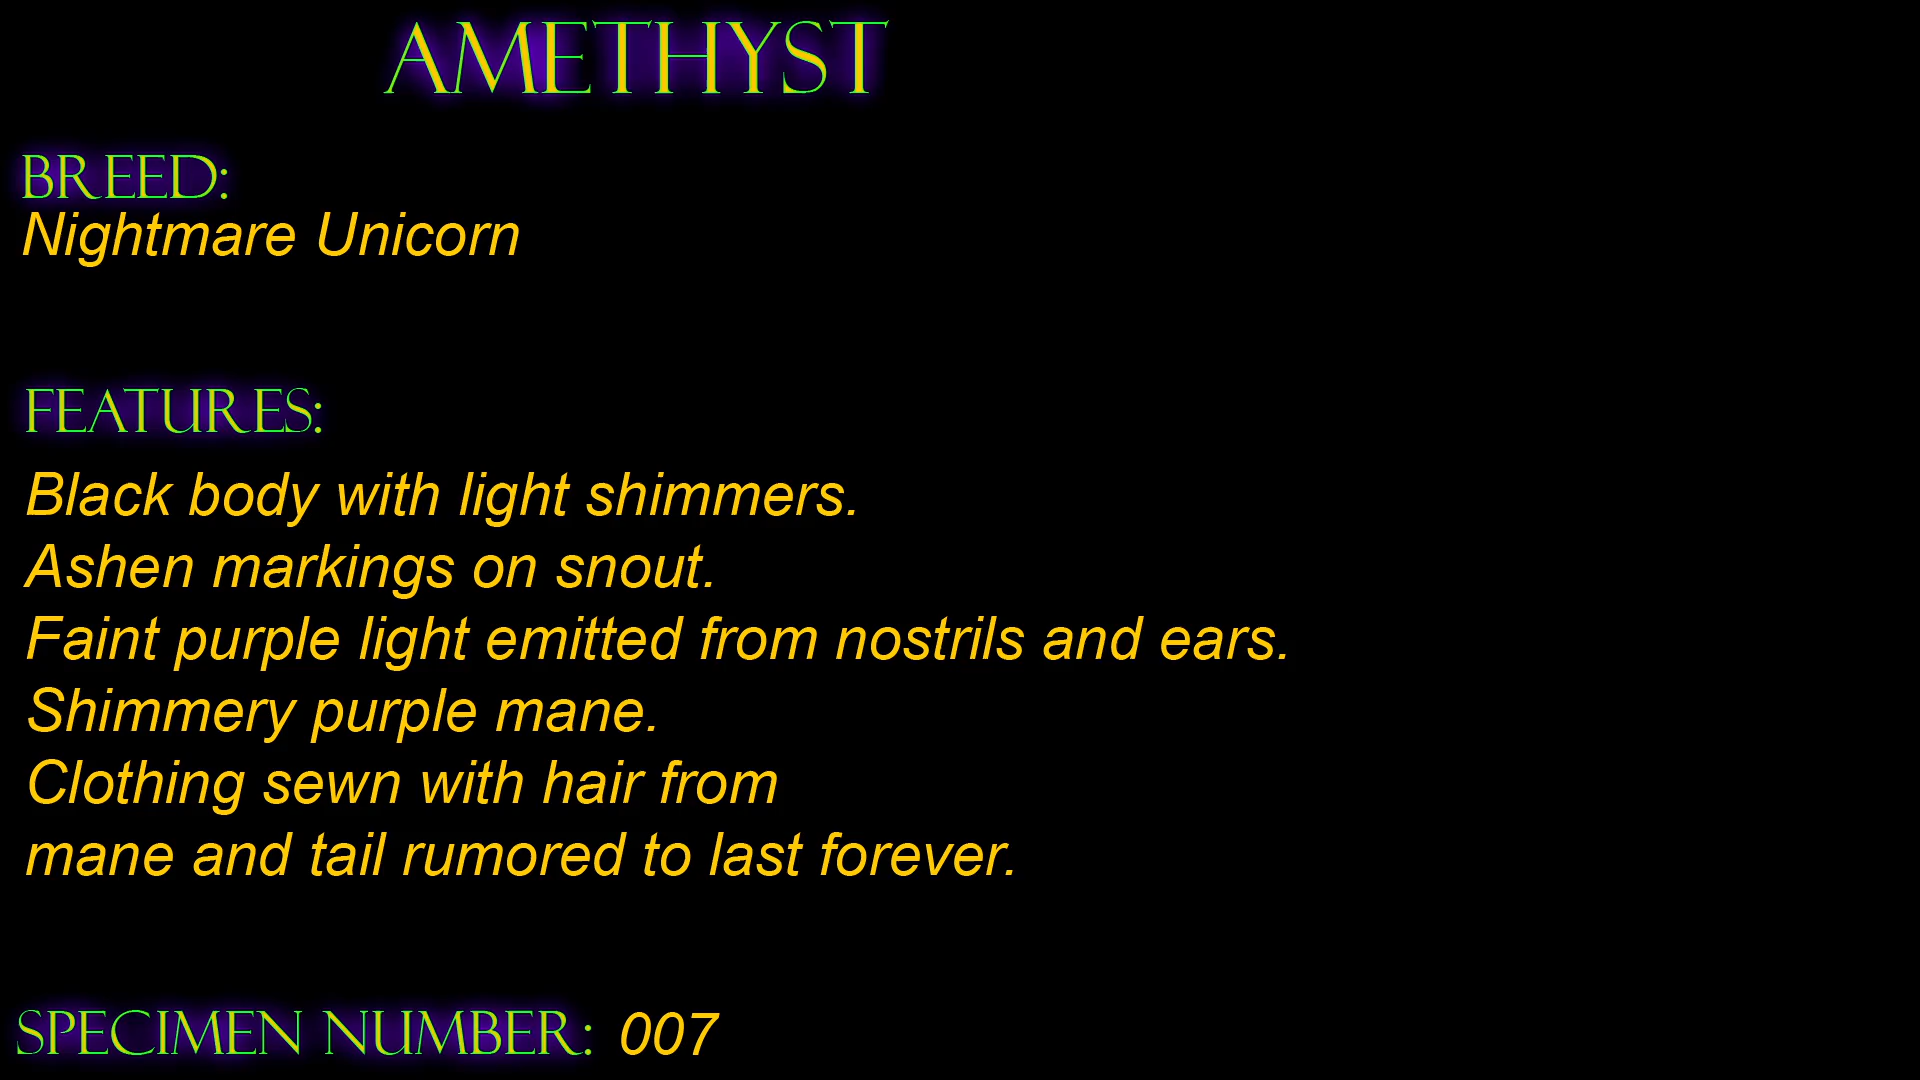 AMETHYST
BREED:
Nightmare Unicorn
FEATURES:
Black body with light shimmers.
Ashen markings on snout.
Faint purple light emitted from nostrils and ears.
Shimmery purple mane.
Clothing sewn with hair from
mane and tail rumored to last forever.
SPECIMEN NUMBER: 007